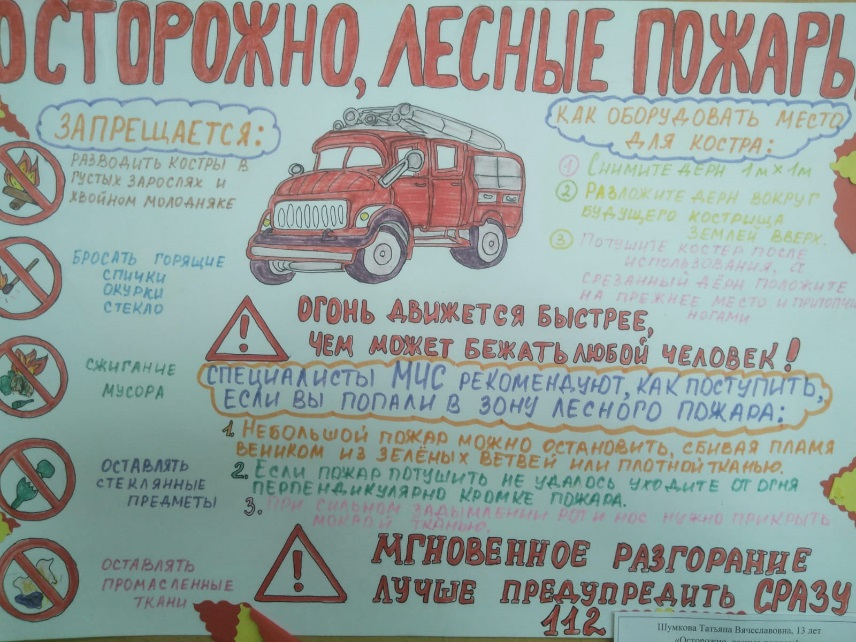 ОСТОРОЖНО, ЛЕСНЫЕ ПОЖАРЫ
ЗАПРЕЩАЕТСЯ:
РАЗВОДИТЬ КОСТРЫ В
ГУСТЫХ ЗАРОСЛЯХ И
ХВОЙНОМ МОЛОДНЯКЕ
БРОСАТЬ ГОРЯЩИЕ
СПИЧКИ
ОКУРКИ
СТЕКЛО
СЖИГАНИЕ
МУСОРА
ОСТАВЛЯТЬ
СТЕКЛЯННЫЕ
ПРЕДМЕТЫ
ОСТАВЛЯТЬ
ПРОМАСЛЕННЫЕ
ТКАНИ
КАК ОБОРУДОВАТЬ МЕСТО
ДЛЯ КОСТРА:
1 СНИМИТЕ ДЁРН 1М×1М
2 РАЗЛОЖИТЕ ДЕРН ВОКРУГ
БУДУЩЕГО КОСТРИЩА
ЗЕМЛЕЙ ВВЕРХ.
3 ПОТУШИТЕ КОСТЕР ПОСЛЕ
ИСПОЛЬЗОВАНИЯ, А
СРЕЗАННЫЙ ДЁРН ПОЛОЖИТЕ
НА ПРЕЖНЕЕ МЕСТО И
НОГАМИ
ОГОНЬ ДВИЖЕТСЯ БЫСТРЕЕ,
ЧЕМ МОЖЕТ БЕЖАТЬ ЛЮБОЙ ЧЕЛОВЕК!
СПЕЦИАЛИСТЫ МЧС РЕКОМЕНДУЮТ, КАК ПОСТУПИТЬ,
ЕСЛИ ВЫ ПОПАЛИ В ЗОНУ ЛЕСНОГО ПОЖАРА:
1. НЕБОЛЬШОЙ ПОЖАР МОЖНО ОСТАНОВИТЬ, СБИВАЯ ПЛАМЯ
ВЕНИКОМ ИЗ ЗЕЛЁНЫХ ВЕТВЕЙ ИЛИ ПЛОТНОЙ ТКАНЬЮ.
2. ЕСЛИ ПОЖАР ПОТУШИТЬ НЕ УДАЛОСЬ УХОДИТЕ ОТ ОГНЯ
ПЕРПЕНДИКУЛЯРНО КРОМКЕ ПОЖАРА.
3. ПРИ СИЛЬНОМ ЗАДЫМЛЕНИИ РОТ И НОС НУЖНО ПРИКРЫТЬ
МОКРОЙ ТКАНЬЮ.
МГНОВЕННОЕ РАЗГОРАНИЕ
ЛУЧШЕ ПРЕДУПРЕДИТЬ СРАЗУ
112
Шумкова Татьяна Вячеславовна, 13 лет